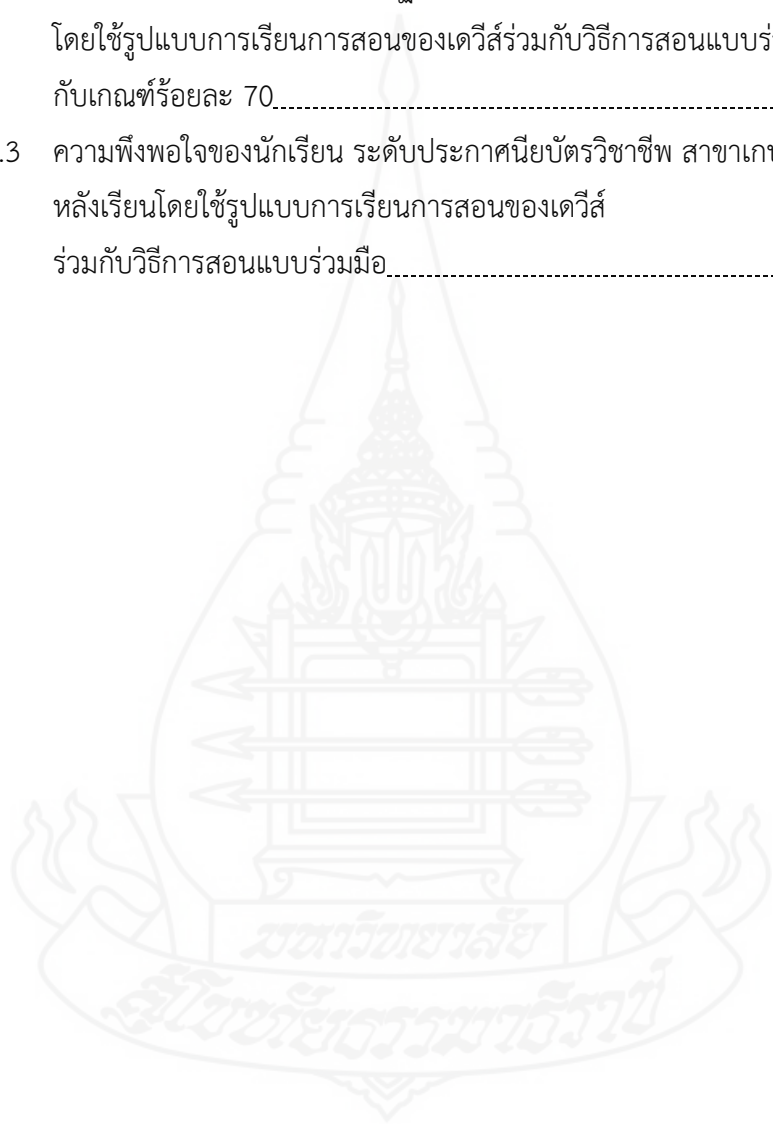 โดยใช้รูปแบบการเรียนการสอนของเดวีส์ร่วมกับวิธีการสอนแบบ
กับเกณฑ์ร้อยละ 70
.3 ความพึงพอใจของนักเรียน ระดับประกาศนียบัตรวิชาชีพ
หลังเรียนโดยใช้รูปแบบการเรียนการสอนของเดวีส์
ร่วมกับวิธีการสอนแบบร่วมมือ
มหาวิทยาลัย
สุโขทัยธรรมาธิราช